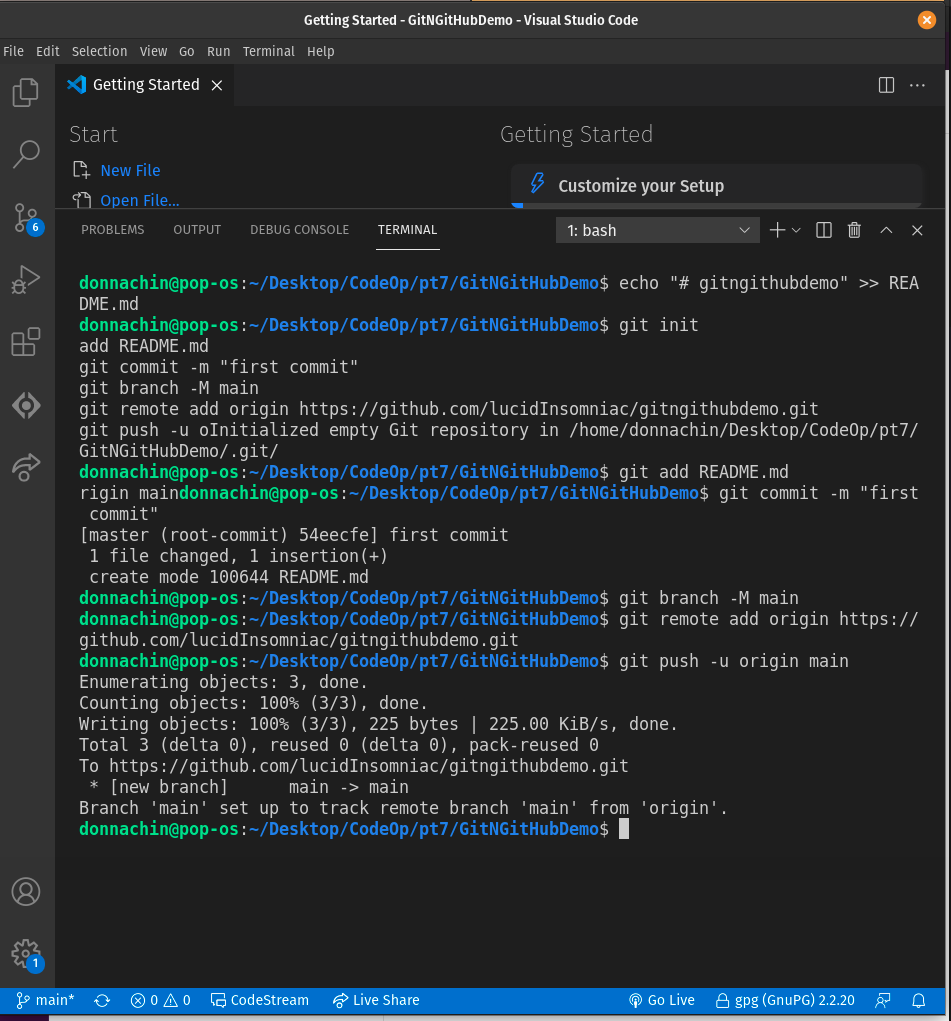 Getting Started - GitNGitHubDemo - Visual Studio Code
File Edit Selection View Go Run Terminal Help
Getting Started
Start
Getting Started
New File
Customize your Setup
Open File...
6
PROBLEMS OUTPUT DEBUG CONSOLE TERMINAL 1: bash
donnachin@pop-os:~/Desktop/CodeOp/pt7/GitNGitHubDemo$ echo "# gitngithubdemo" >> REA
DME.md
donnachin@pop-os:~/Desktop/CodeOp/pt7/GitNGitHubDemo$ git init
add README.md
git commit -m "first commit"
git branch -M main
git remote add origin https://github.com/lucidInsomniac/gitngithubdemo.git
git push -u oInitialized empty Git repository in /home/donnachin/Desktop/CodeOp/pt7/
GitNGitHubDemo/.git/
donnachin@pop-os:~/Desktop/CodeOp/pt7/GitNGitHubDemo$ git add README.md
rigin maindonnachin@pop-os:~/Desktop/CodeOp/pt7/GitNGitHubDemo$ git commit -m "first
 commit"
[master (root-commit) 54eecfe] first commit
 1 file changed, 1 insertion(+)
 create mode 100644 README.md
donnachin@pop-os:~/Desktop/CodeOp/pt7/GitNGitHubDemo$ git branch -M main
donnachin@pop-os:~/Desktop/CodeOp/pt7/GitNGitHubDemo$ git remote add origin https://
github.com/lucidInsomniac/gitngithubdemo.git
donnachin@pop-os:~/Desktop/CodeOp/pt7/GitNGitHubDemo$ git push -u origin main
Enumerating objects: 3, done.
Counting objects: 100% (3/3), done.
Writing objects: 100% (3/3), 225 bytes | 225.00 KiB/s, done.
Total 3 (delta 0), reused 0 (delta 0), pack-reused 0
To https://github.com/lucidInsomniac/gitngithubdemo.git
 * [new branch]      main -> main
Branch 'main' set up to track remote branch 'main' from 'origin'.
donnachin@pop-os:~/Desktop/CodeOp/pt7/GitNGitHubDemo$
1
main* 0 0 CodeStream Live Share Go Live gpg (GnuPG) 2.2.20